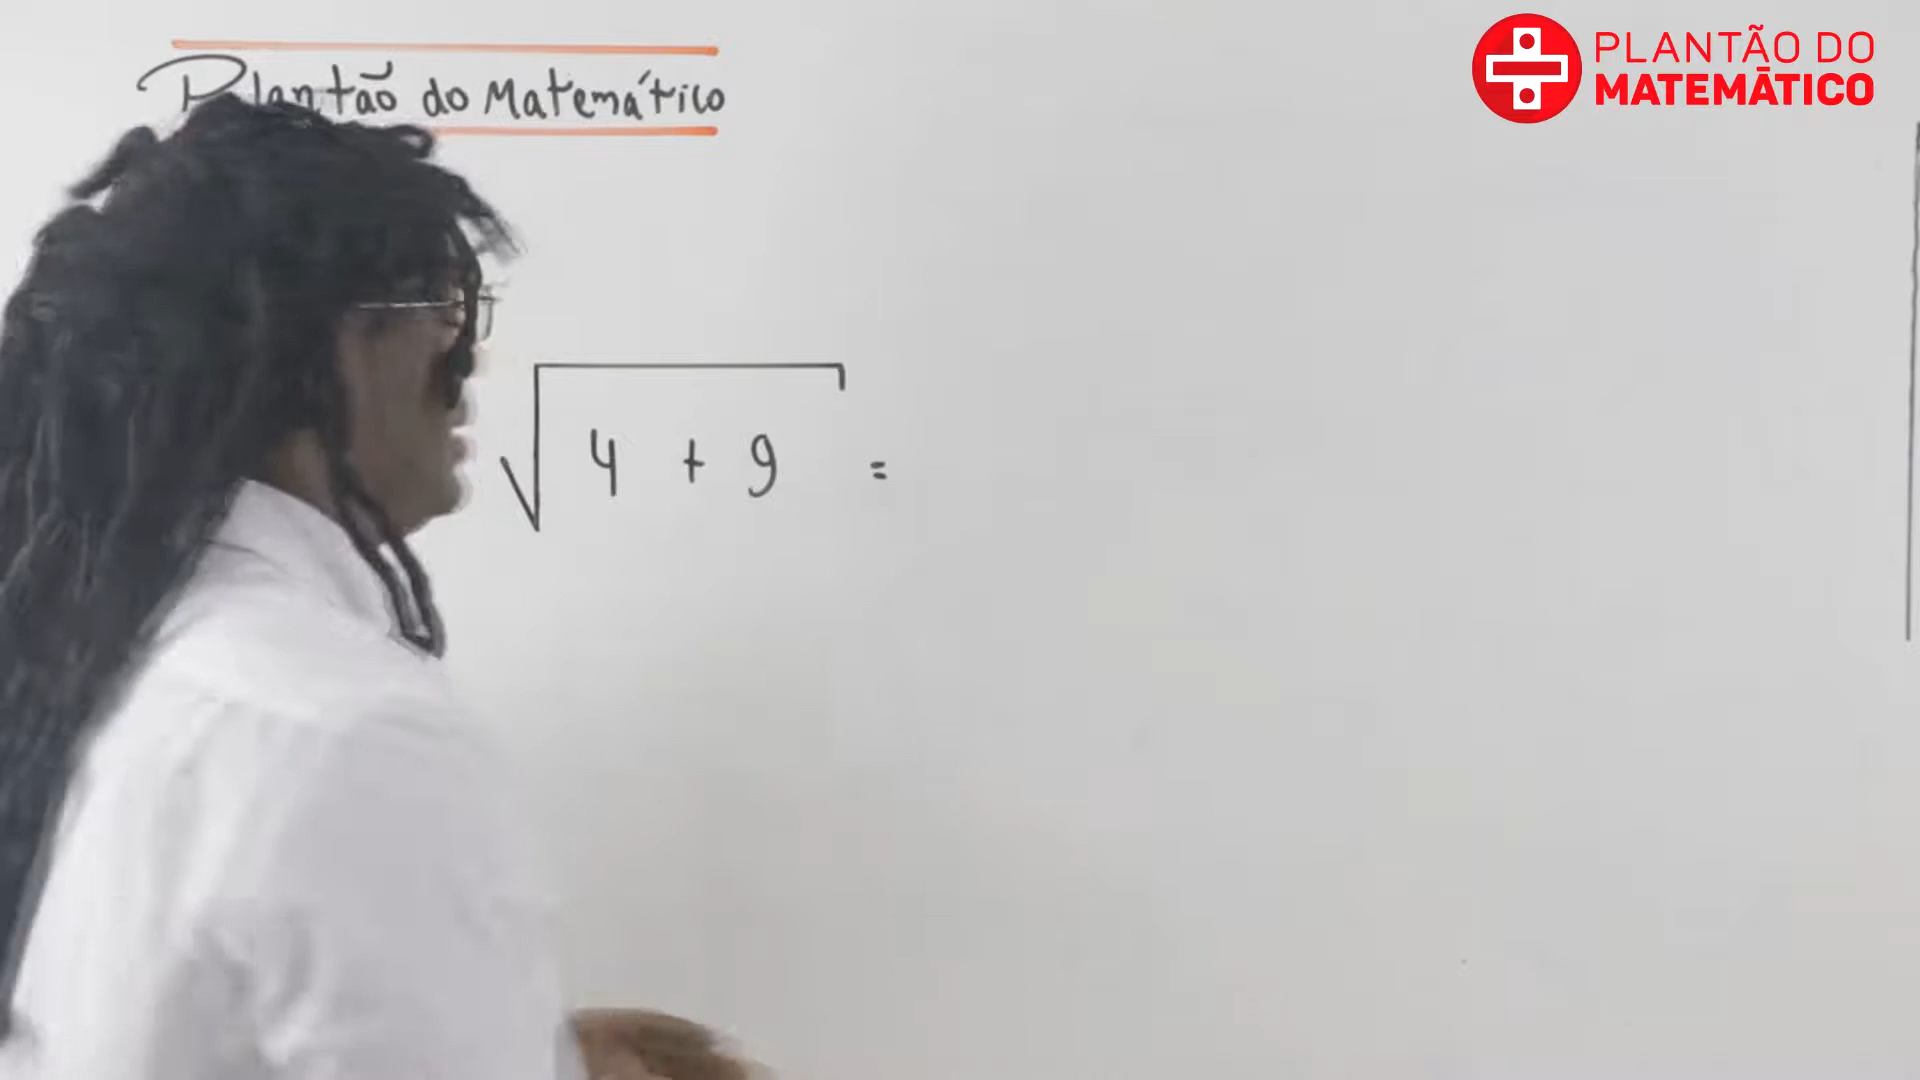 Plantão do Matemático
PLANTÃO DO
MATEMÁTICO
√4 + 9 =